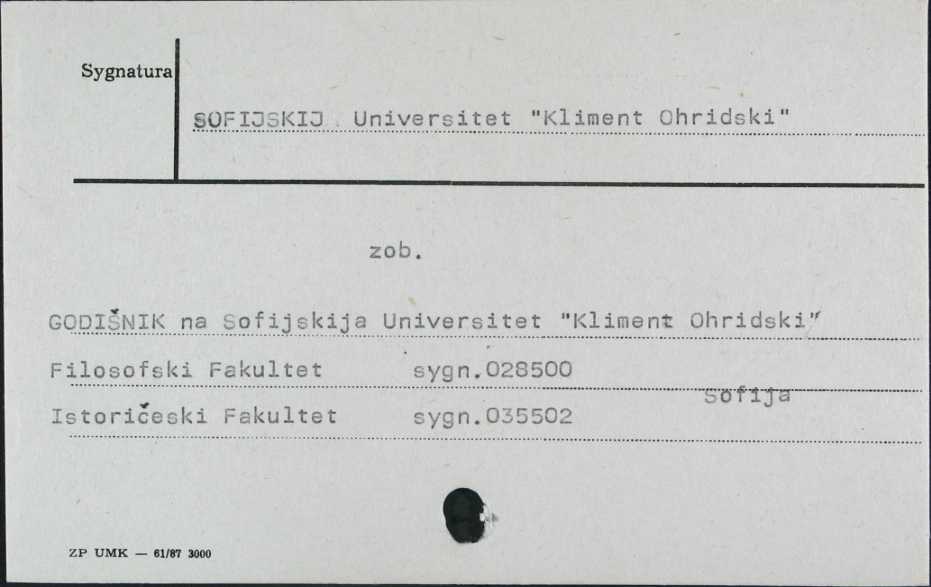 Sygnatura
SOFIJSKIJ Universitet "Kliment Ohridski"
zob.
GODIŠNIK na Sofijskija Universitet "Kliment Ohridski"
Filosofski Fakultet sygn.028500
Sofija
Istoričeski Fakultet sygn.035502
ZP UMK — 61/87 3000